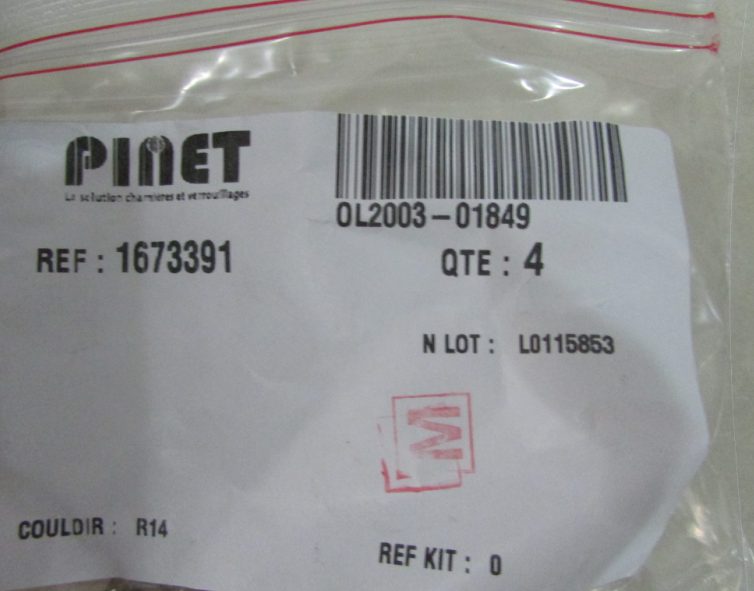 PINET
La solution charnières et verrouillages
OL2003-01849
REF : 1673391
QTE : 4
N LOT : L0115853
M
COULDIR : R14
REF KIT : 0